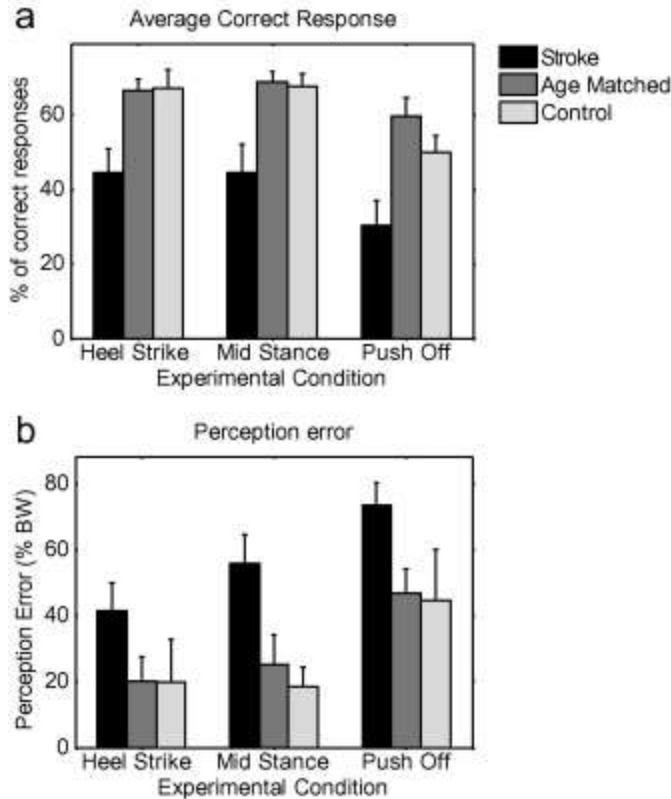 a
Average Correct Response
Stroke
Age Matched
Control
% of correct responses
60
40
20
0
Heel Strike Mid Stance Push Off
Experimental Condition
b
Perception error
Perception Error (% BW)
80
60
40
20
0
Heel Strike Mid Stance Push Off
Experimental Condition